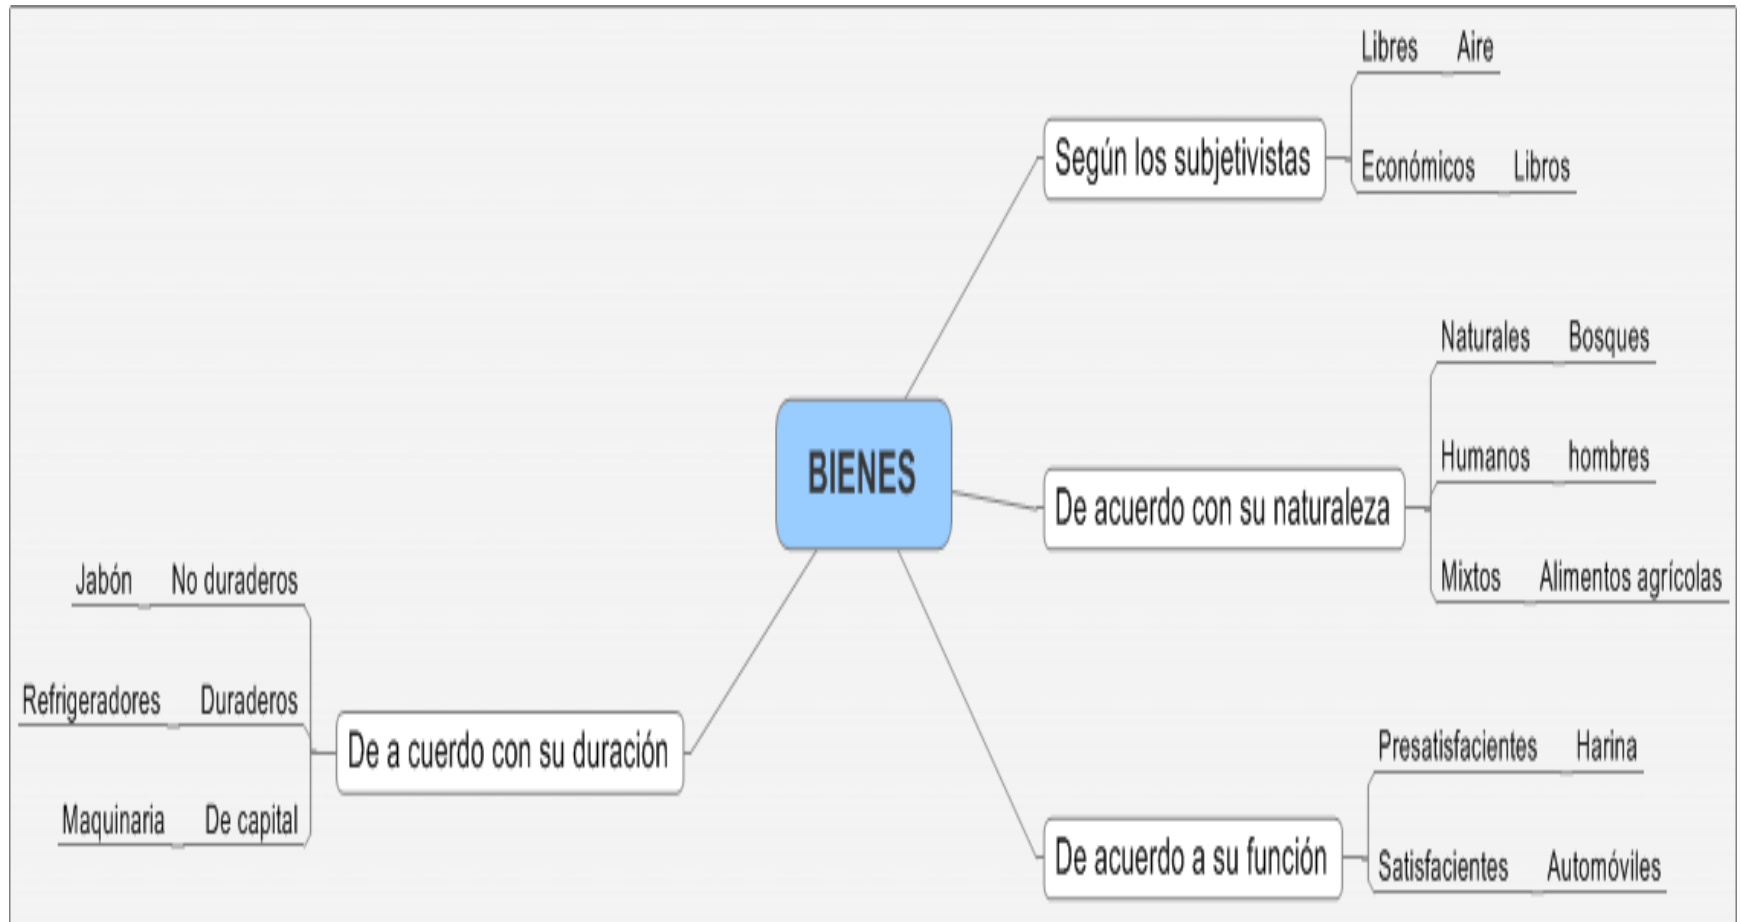 BIENES
Según los subjetivistas
Libres Aire
Económicos Libros
De acuerdo con su naturaleza
Naturales Bosques
Humanos hombres
Mixtos Alimentos agrícolas
De acuerdo a su función
Presatisfacientes Harina
Satisfacientes Automóviles
De a cuerdo con su duración
Jabón No duraderos
Refrigeradores Duraderos
Maquinaria De capital